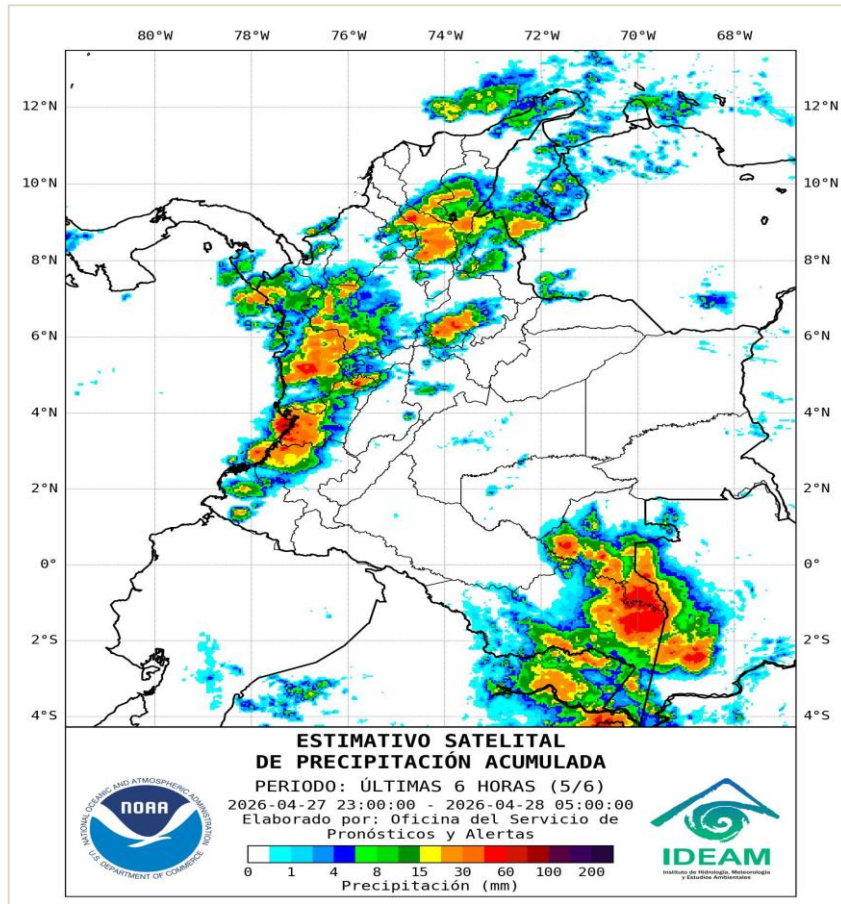 80°W 78°W 76°W 74°W 72°W 70°W 68°W
12°N 12°N
10°N 10°N
8°N 8°N
6°N 6°N
4°N 4°N
2°N 2°N
0° 0°
2°S 2°S
4°S 4°S
ESTIMATIVO SATELITAL
DE PRECIPITACIÓN ACUMULADA
PERIODO: ÚLTIMAS 6 HORAS (5/6)
2026-04-27 23:00:00 - 2026-04-28 05:00:00
Elaborado por: Oficina del Servicio de
Pronósticos y Alertas
0 1 4 8 15 30 60 100 200
Precipitación (mm)
NATIONAL OCEANIC AND ATMOSPHERIC ADMINISTRATION
NOAA
U.S. DEPARTMENT OF COMMERCE
IDEAM
Instituto de Hidrología, Meteorología
y Estudios Ambientales